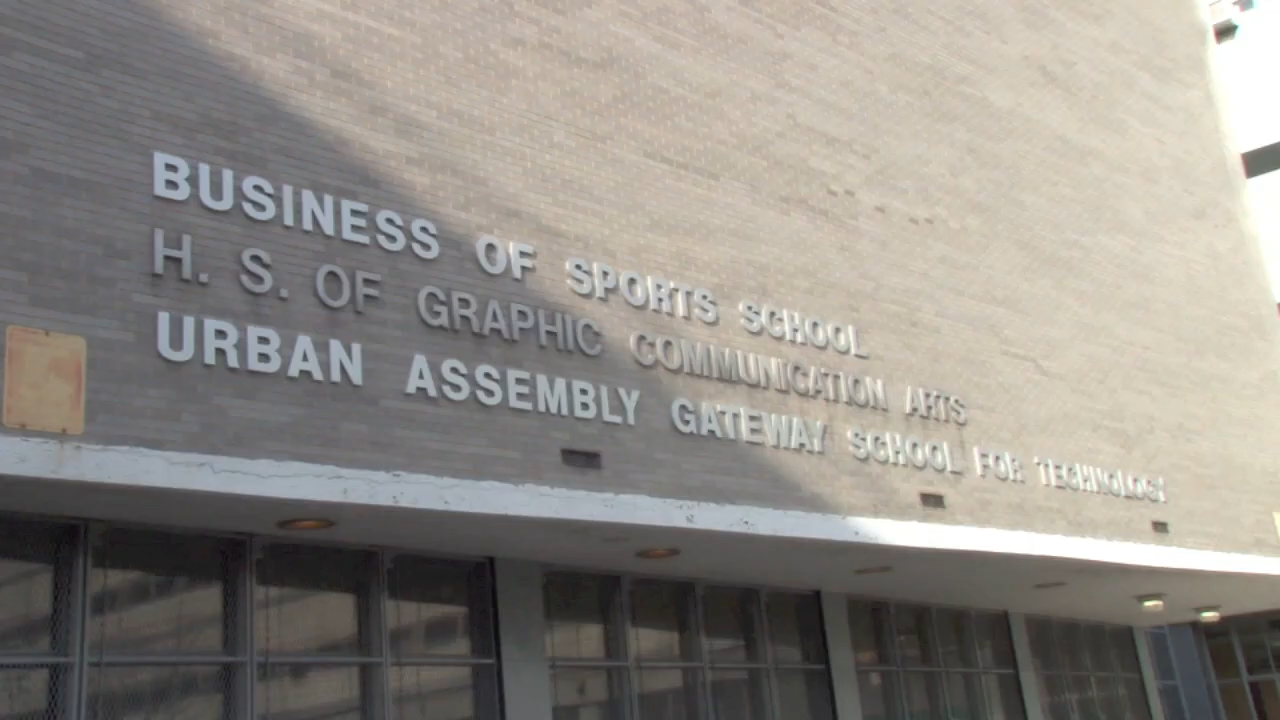 BUSINESS OF SPORTS SCHOOL
H. S. OF GRAPHIC COMMUNICATION ARTS
URBAN ASSEMBLY GATEWAY SCHOOL FOR TECHNOLOGY